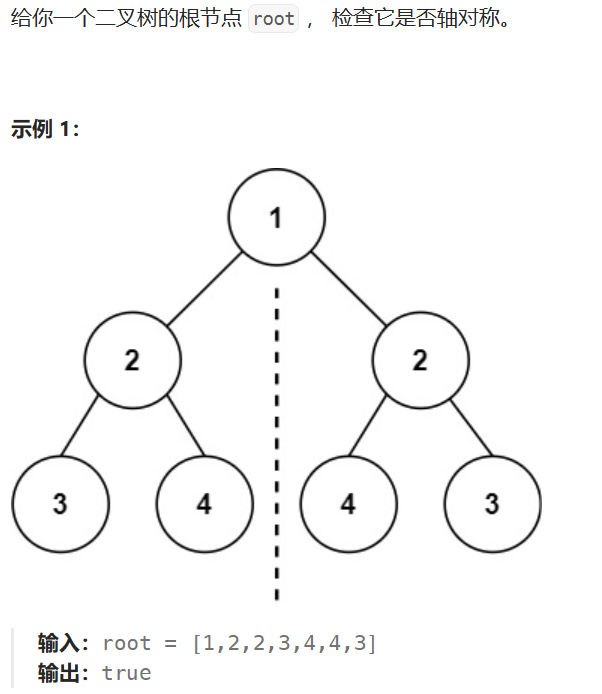 给你一个二叉树的根节点 root ， 检查它是否轴对称。
示例 1：
1
2 2
3 4 4 3
输入：root = [1,2,2,3,4,4,3]
输出：true